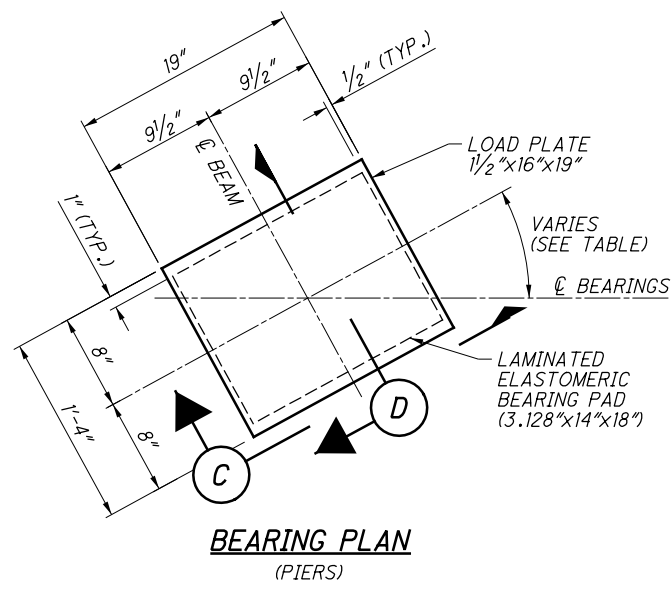 19"
9½"
9½"
½" (TYP.)
℄ BEAM
LOAD PLATE
1½"x16"x19"
1" (TYP.)
VARIES
(SEE TABLE)
℄ BEARINGS
8"
1'-4"
8"
LAMINATED
ELASTOMERIC
BEARING PAD
(3.128"x14"x18")
D
C
BEARING PLAN
(PIERS)